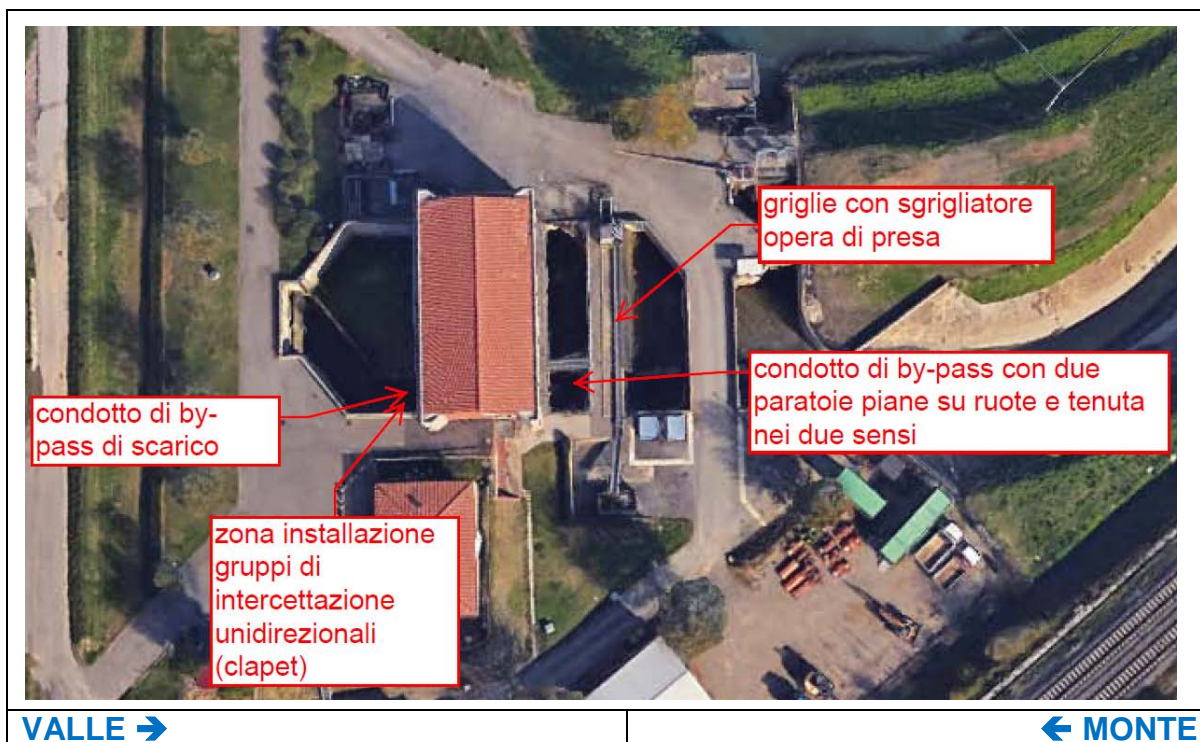 griglie con sgrigliatore
opera di presa
condotto di by-pass con due
paratoie piane su ruote e tenuta
nei due sensi
condotto di by-
pass di scarico
zona installazione
gruppi di
intercettazione
unidirezionali
(clapet)
VALLE →
← MONTE